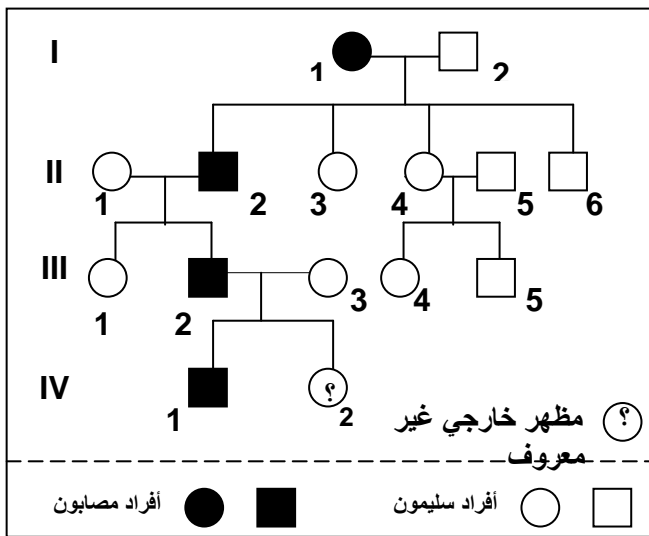 I
1 2
II
1 2 3 4 5 6
III
1 2 3 4 5
IV
1 ؟ 2
؟ مظهر خارجي غير
معروف
أفراد سليمون أفراد مصابون